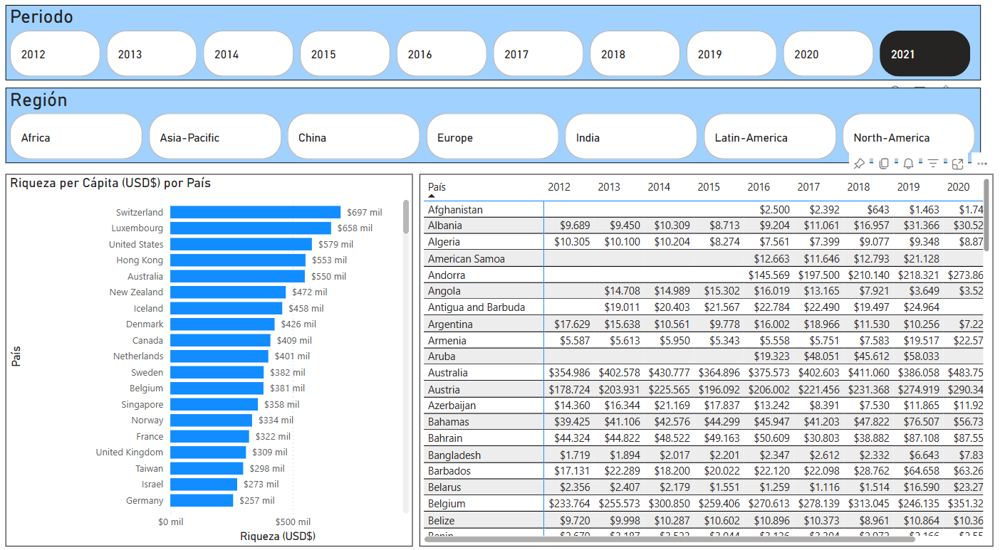 Periodo
2012 2013 2014 2015 2016 2017 2018 2019 2020 2021
Región
Africa Asia-Pacific China Europe India Latin-America North-America
Riqueza per Cápita (USD$) por País
País
Switzerland $697 mil
Luxembourg $658 mil
United States $579 mil
Hong Kong $553 mil
Australia $550 mil
New Zealand $472 mil
Iceland $458 mil
Denmark $426 mil
Canada $409 mil
Netherlands $401 mil
Sweden $382 mil
Belgium $381 mil
Singapore $358 mil
Norway $334 mil
France $322 mil
United Kingdom $309 mil
Taiwan $298 mil
Israel $273 mil
Germany $257 mil
$0 mil $500 mil
Riqueza (USD$)
País 2012 2013 2014 2015 2016 2017 2018 2019 2020
Afghanistan $2.500 $2.392 $643 $1.463 $1.74
Albania $9.689 $9.450 $10.309 $8.713 $9.204 $11.061 $16.957 $31.366 $30.52
Algeria $10.305 $10.100 $10.204 $8.274 $7.561 $7.399 $9.077 $9.348 $8.87
American Samoa $12.663 $11.646 $12.793 $21.128
Andorra $145.569 $197.500 $210.140 $218.321 $273.86
Angola $14.708 $14.989 $15.302 $16.019 $13.165 $7.921 $3.649 $3.52
Antigua and Barbuda $19.011 $20.403 $21.567 $22.784 $22.490 $19.497 $24.964
Argentina $17.629 $15.638 $10.561 $9.778 $16.002 $18.966 $11.530 $10.256 $7.22
Armenia $5.587 $5.613 $5.950 $5.343 $5.558 $5.751 $7.583 $19.517 $22.57
Aruba $19.323 $48.051 $45.612 $58.033
Australia $354.986 $402.578 $430.777 $364.896 $375.573 $402.603 $411.060 $386.058 $483.75
Austria $178.724 $203.931 $225.565 $196.092 $206.002 $221.456 $231.368 $274.919 $290.34
Azerbaijan $14.360 $16.344 $21.169 $17.837 $13.242 $8.391 $7.530 $11.865 $11.92
Bahamas $39.425 $41.106 $42.576 $44.299 $45.947 $41.203 $47.822 $76.507 $56.73
Bahrain $44.324 $44.822 $48.522 $49.163 $50.609 $30.803 $38.882 $87.108 $87.55
Bangladesh $1.719 $1.894 $2.017 $2.201 $2.347 $2.612 $2.332 $6.643 $7.83
Barbados $17.131 $22.289 $18.200 $20.022 $22.120 $22.098 $28.762 $64.658 $63.26
Belarus $2.356 $2.407 $2.179 $1.551 $1.259 $1.116 $1.514 $16.590 $23.27
Belgium $233.764 $255.573 $300.850 $259.406 $270.613 $278.139 $313.045 $246.135 $351.32
Belize $9.720 $9.998 $10.287 $10.602 $10.896 $10.373 $8.961 $10.864 $10.36